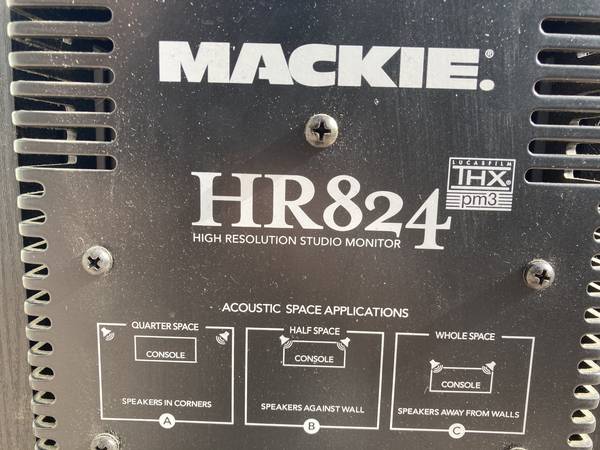 MACKIE.®
LUCASFILM
THX®
pm3
HR824
HIGH RESOLUTION STUDIO MONITOR
ACOUSTIC SPACE APPLICATIONS
QUARTER SPACE
CONSOLE
SPEAKERS IN CORNERS
A
HALF SPACE
CONSOLE
SPEAKERS AGAINST WALL
B
WHOLE SPACE
CONSOLE
SPEAKERS AWAY FROM WALLS
C